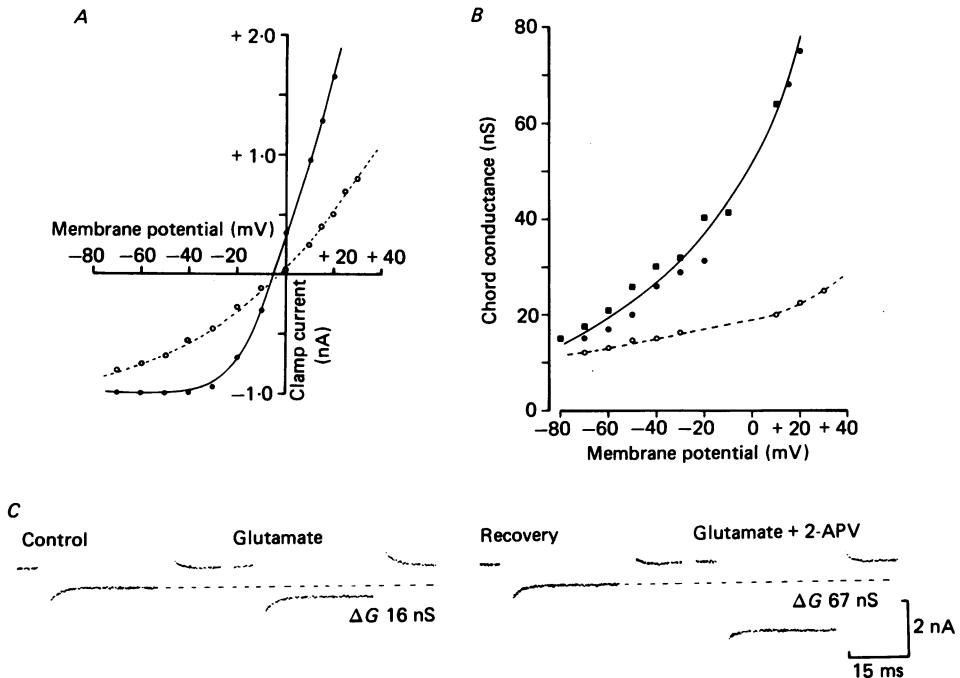 A
+ 2·0
+ 1·0
Membrane potential (mV)
−80 −60 −40 −20 + 20 + 40
Clamp current (nA)
−1·0
B
80
60
40
20
0
Chord conductance (nS)
−80 −60 −40 −20 0 + 20 + 40
Membrane potential (mV)
C
Control
Glutamate
Recovery
Glutamate + 2-APV
ΔG 16 nS
ΔG 67 nS
2 nA
15 ms